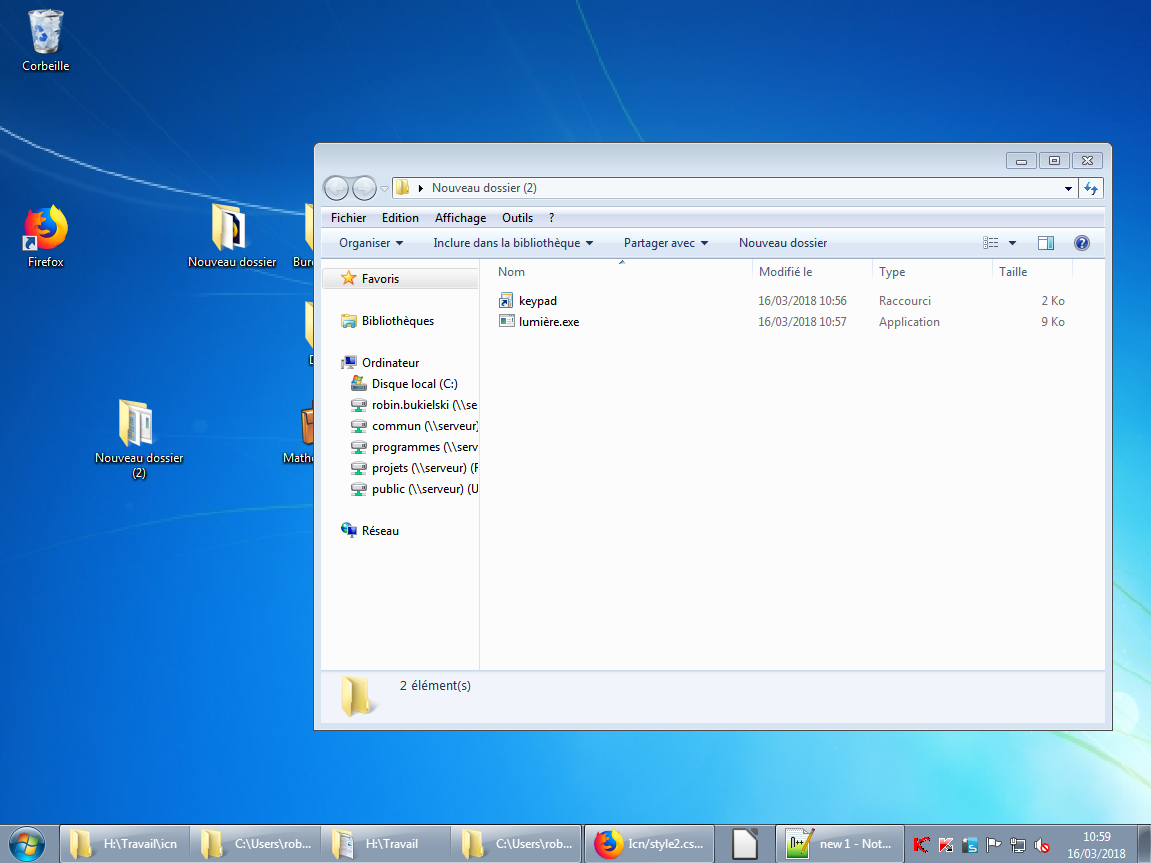 Corbeille
Nouveau dossier (2)
Fichier Edition Affichage Outils ?
Organiser Inclure dans la bibliothèque Partager avec Nouveau dossier
Firefox
Nouveau dossier
Favoris
Nom Modifié le Type Taille
keypad 16/03/2018 10:56 Raccourci 2 Ko
lumière.exe 16/03/2018 10:57 Application 9 Ko
Bibliothèques
Ordinateur
Disque local (C:)
robin.bukielski (\\se
commun (\\serveur)
programmes (\\serv
projets (\\serveur) (P
public (\\serveur) (U
Réseau
Nouveau dossier
(2)
2 élément(s)
H:\Travail\icn
C:\Users\rob...
H:\Travail
C:\Users\rob...
Icn/style2.cs...
new 1 - Not...
10:59
16/03/2018